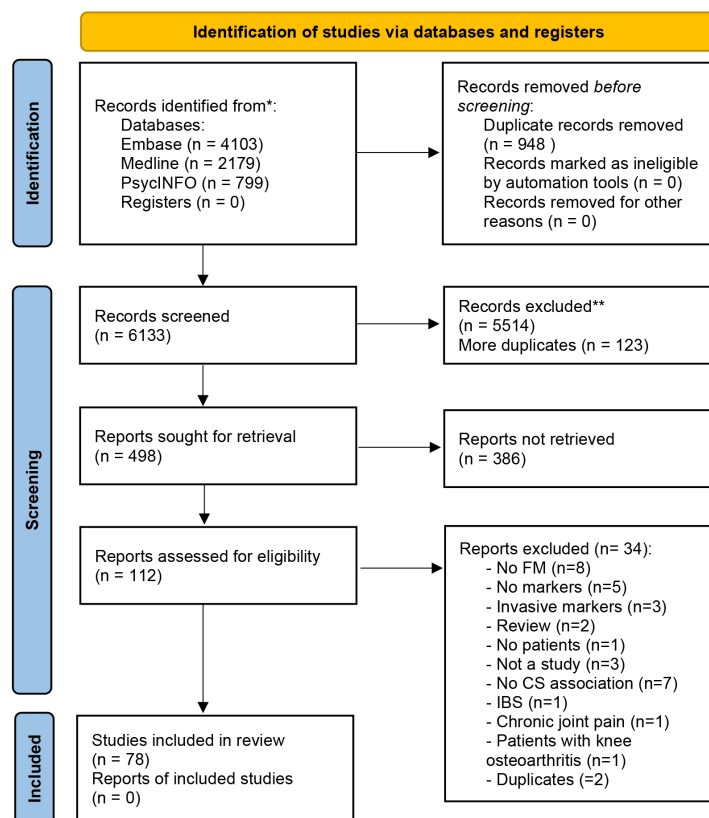 Identification of studies via databases and registers
Identification
Records identified from*:
Databases:
Embase (n = 4103)
Medline (n = 2179)
PsycINFO (n = 799)
Registers (n = 0)
Records removed before
screening:
Duplicate records removed
(n = 948 )
Records marked as ineligible
by automation tools (n = 0)
Records removed for other
reasons (n = 0)
Screening
Records screened
(n = 6133)
Records excluded**
(n = 5514)
More duplicates (n = 123)
Reports sought for retrieval
(n = 498)
Reports not retrieved
(n = 386)
Reports assessed for eligibility
(n = 112)
Reports excluded (n= 34):
- No FM (n=8)
- No markers (n=5)
- Invasive markers (n=3)
- Review (n=2)
- No patients (n=1)
- Not a study (n=3)
- No CS association (n=7)
- IBS (n=1)
- Chronic joint pain (n=1)
- Patients with knee
osteoarthritis (n=1)
- Duplicates (=2)
Included
Studies included in review
(n = 78)
Reports of included studies
(n = 0)